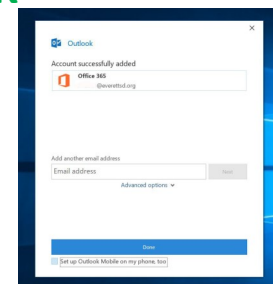 Outlook
Account successfully added
Office 365
@everettsd.org
Add another email address
Email address
Next
Advanced options
Done
Set up Outlook Mobile on my phone, too